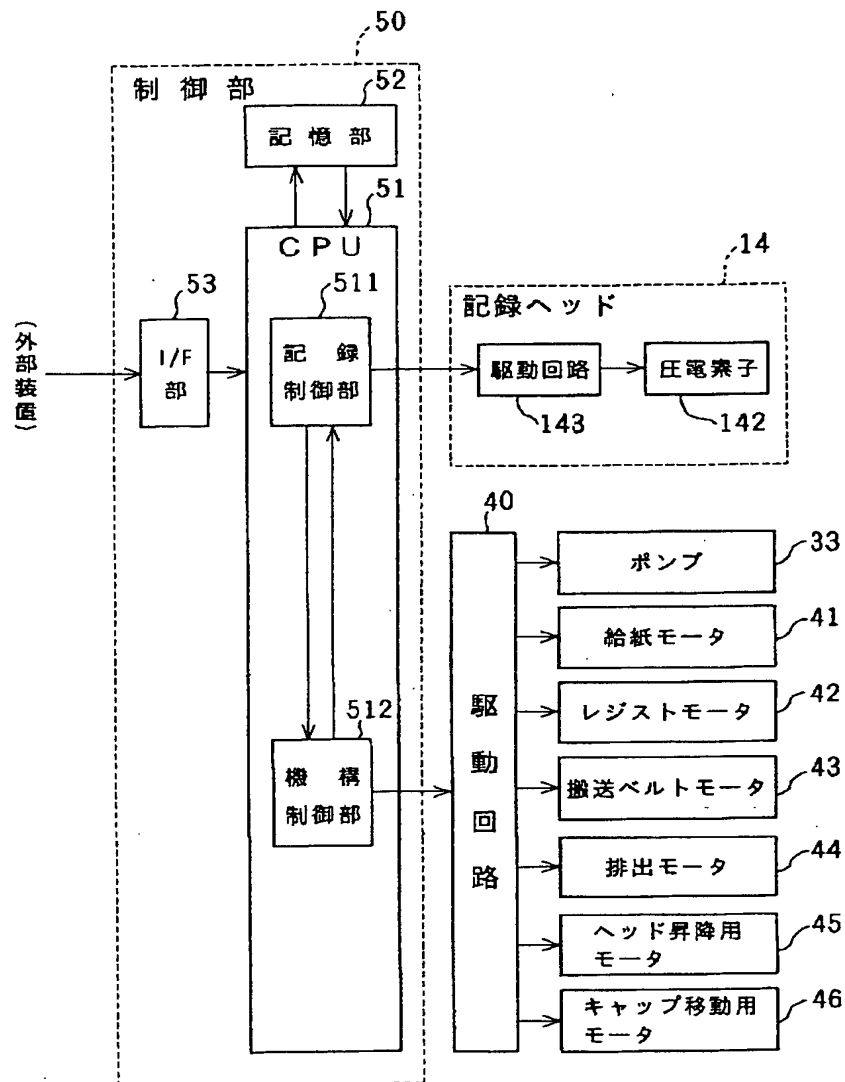 50
制御部
52
記憶部
51
CPU
14
53
511
記録ヘッド
(外部装置)
I/F
部
記録
制御部
駆動回路
圧電素子
143
142
40
ポンプ
33
給紙モータ
41
512
駆動回路
レジストモータ
42
機構
制御部
搬送ベルトモータ
43
排出モータ
44
ヘッド昇降用
モータ
45
キャップ移動用
モータ
46